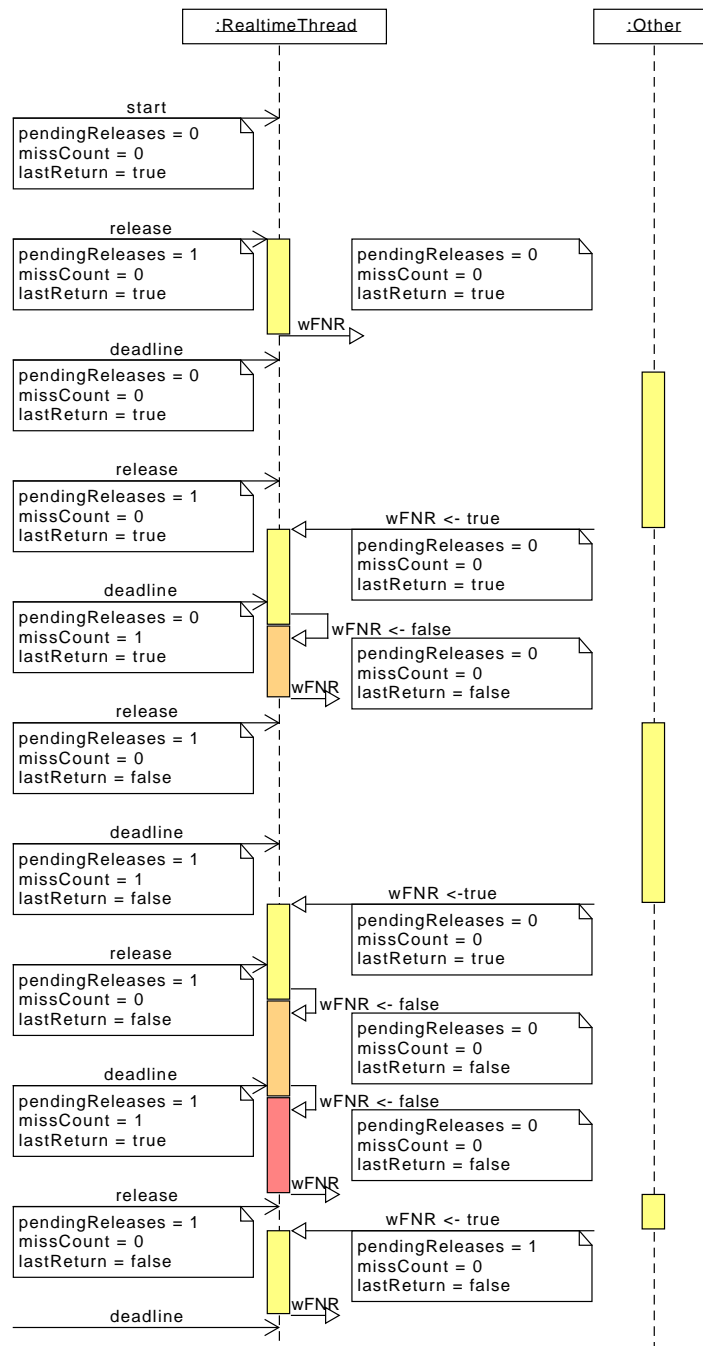 :RealtimeThread
:Other
start
pendingReleases = 0
missCount = 0
lastReturn = true
release
pendingReleases = 1
missCount = 0
lastReturn = true
pendingReleases = 0
missCount = 0
lastReturn = true
wFNR
deadline
pendingReleases = 0
missCount = 0
lastReturn = true
release
pendingReleases = 1
missCount = 0
lastReturn = true
wFNR <- true
pendingReleases = 0
missCount = 0
lastReturn = true
deadline
pendingReleases = 0
missCount = 1
lastReturn = true
wFNR <- false
pendingReleases = 0
missCount = 0
lastReturn = false
wFNR
release
pendingReleases = 1
missCount = 0
lastReturn = false
deadline
pendingReleases = 1
missCount = 1
lastReturn = false
wFNR <-true
pendingReleases = 0
missCount = 0
lastReturn = true
release
pendingReleases = 1
missCount = 0
lastReturn = false
wFNR <- false
pendingReleases = 0
missCount = 0
lastReturn = false
deadline
pendingReleases = 1
missCount = 1
lastReturn = true
wFNR <- false
pendingReleases = 0
missCount = 0
lastReturn = false
wFNR
release
pendingReleases = 1
missCount = 0
lastReturn = false
wFNR <- true
pendingReleases = 1
missCount = 0
lastReturn = false
wFNR
deadline